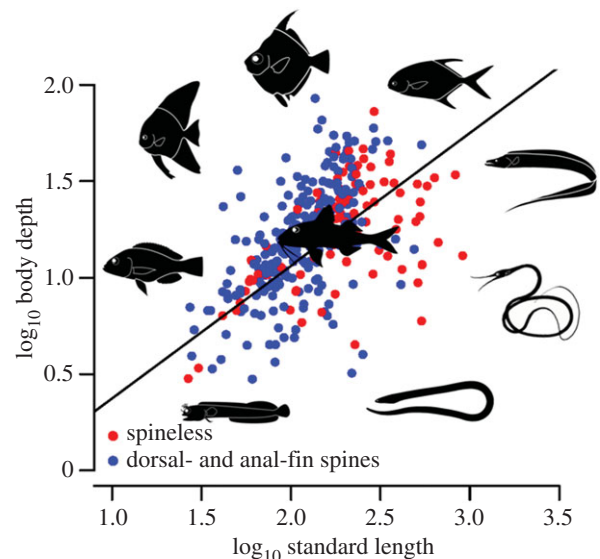 2.0
1.5
1.0
0.5
0
log10 body depth
spineless
dorsal- and anal-fin spines
1.0 1.5 2.0 2.5 3.0 3.5
log10 standard length